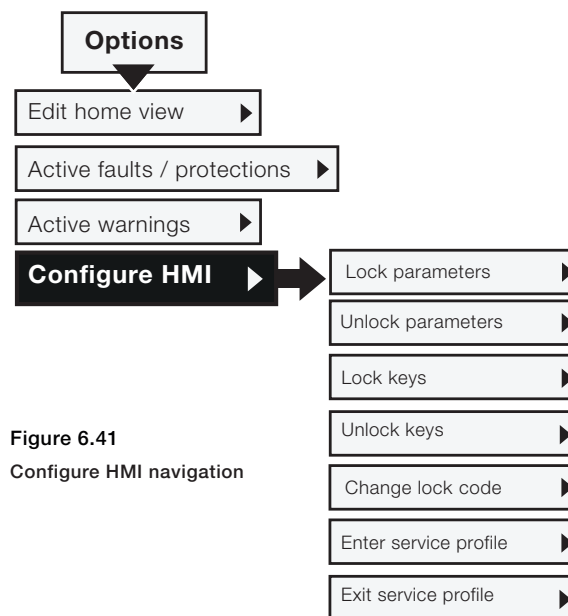 Options
Edit home view
Active faults / protections
Active warnings
Configure HMI
Lock parameters
Unlock parameters
Lock keys
Unlock keys
Change lock code
Enter service profile
Exit service profile
Figure 6.41
Configure HMI navigation